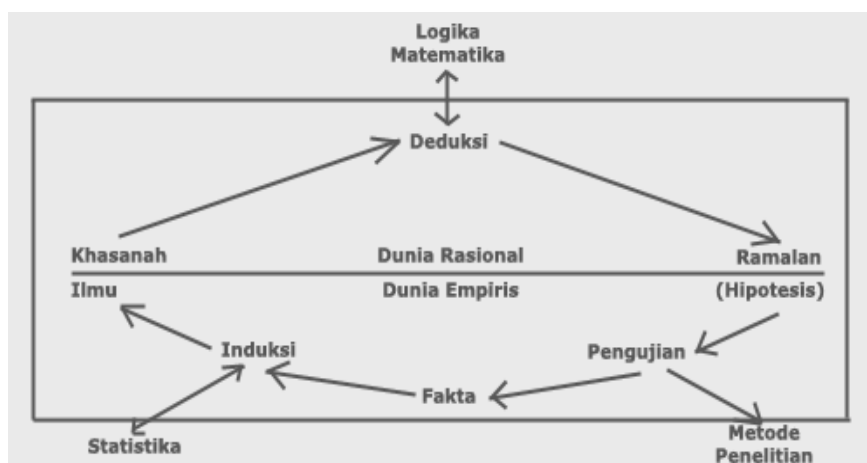 Logika
Matematika
Deduksi
Khasanah
Dunia Rasional
Ramalan
Ilmu
Dunia Empiris
(Hipotesis)
Induksi
Pengujian
Fakta
Statistika
Metode
Penelitian